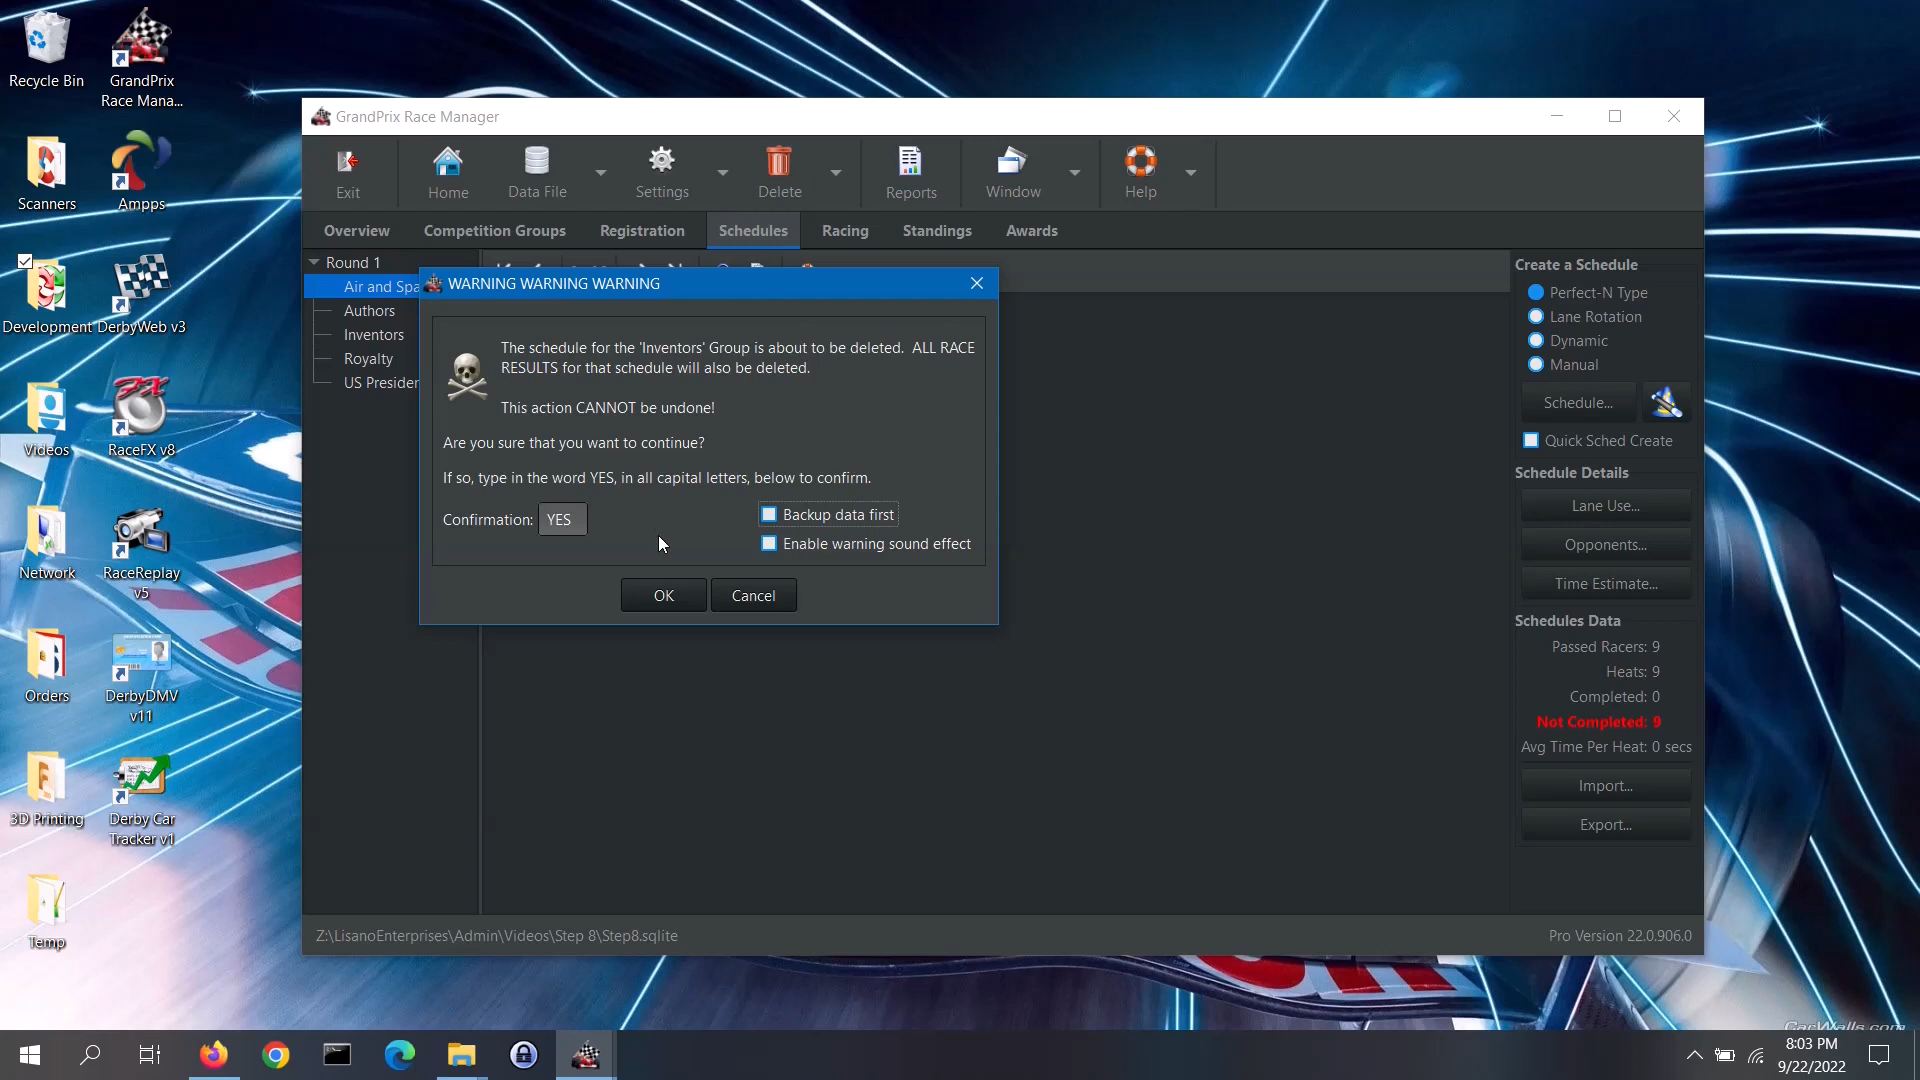 Recycle Bin
GrandPrix
Race Mana...
Scanners
Ampps
Development
DerbyWeb v3
Videos
RaceFX v8
Network
RaceReplay
v5
Orders
DerbyDMV
v11
3D Printing
Derby Car
Tracker v1
Temp
GrandPrix Race Manager
Exit
Home
Data File
Settings
Delete
Reports
Window
Help
Overview
Competition Groups
Registration
Schedules
Racing
Standings
Awards
Round 1
Air and Spa
Authors
Inventors
Royalty
US Presiden
WARNING WARNING WARNING
The schedule for the 'Inventors' Group is about to be deleted.  ALL RACE
RESULTS for that schedule will also be deleted.
This action CANNOT be undone!
Are you sure that you want to continue?
If so, type in the word YES, in all capital letters, below to confirm.
Confirmation: YES
Backup data first
Enable warning sound effect
OK
Cancel
Create a Schedule
Perfect-N Type
Lane Rotation
Dynamic
Manual
Schedule...
Quick Sched Create
Schedule Details
Lane Use...
Opponents...
Time Estimate...
Schedules Data
Passed Racers: 9
Heats: 9
Completed: 0
Not Completed: 9
Avg Time Per Heat: 0 secs
Import...
Export...
Z:\LisanoEnterprises\Admin\Videos\Step 8\Step8.sqlite
Pro Version 22.0.906.0
CarWalls.com
8:03 PM
9/22/2022